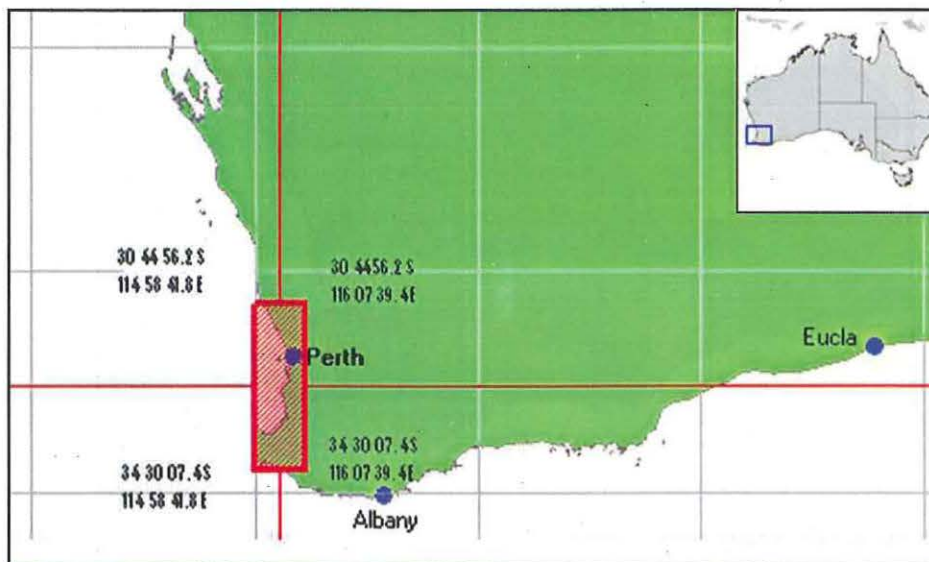 30 44 56.2 S
114 58 41.8 E
30 4456.2 S
116 07 39.4E
Perth
Eucla
34 30 07.4S
116 07 39.4E
34 30 07.4S
114 58 41.8 E
Albany